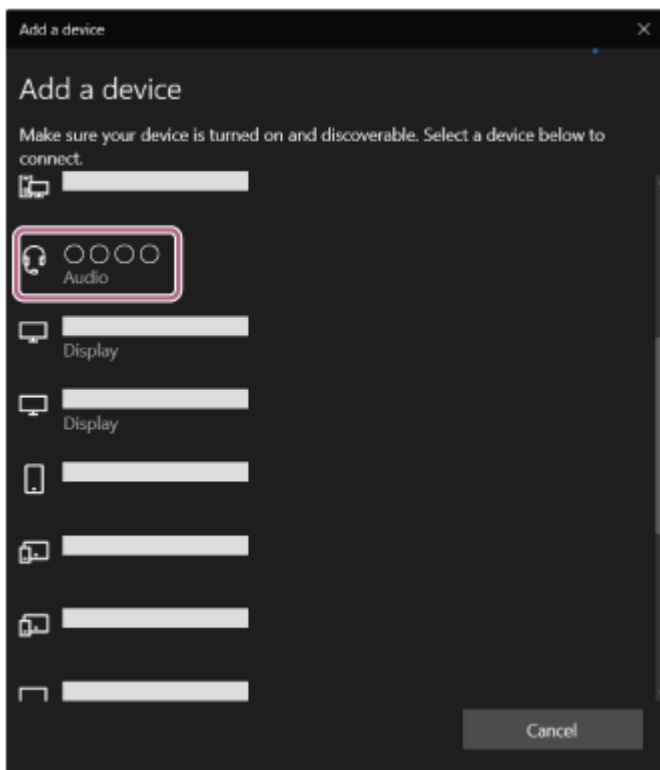 Add a device
Add a device
Make sure your device is turned on and discoverable. Select a device below to
connect.
○○○○
Audio
Display
Display
Cancel